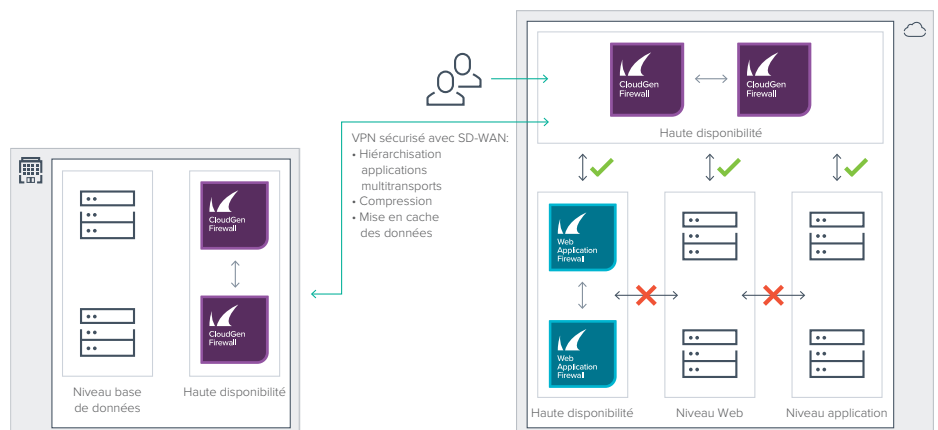 CloudGen
Firewall
CloudGen
Firewall
Haute disponibilité
VPN sécurisé avec SD-WAN:
• Hiérarchisation
applications
multitransports
• Compression
• Mise en cache
des données
CloudGen
Firewall
CloudGen
Firewall
Niveau base
de données
Haute disponibilité
Web
Application
Firewall
Web
Application
Firewall
Haute disponibilité
Niveau Web
Niveau application